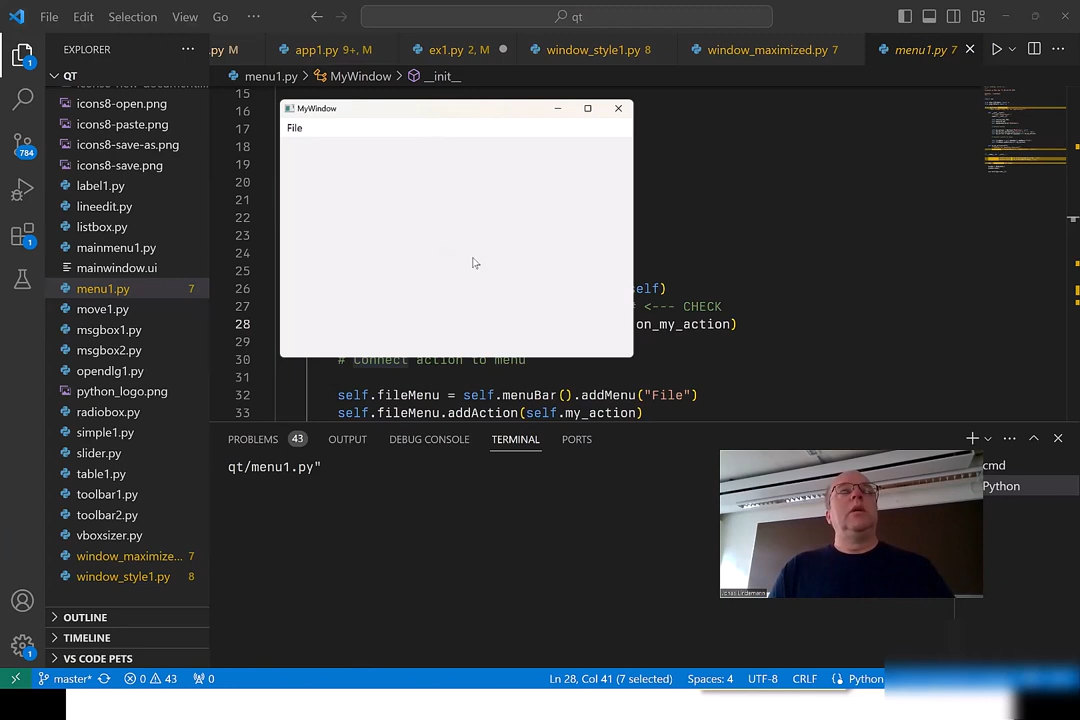 File Edit Selection View Go ··· qt
EXPLORER ···
.py M app1.py 9+, M ex1.py 2, M window_style1.py 8 window_maximized.py 7 menu1.py 7
QT
menu1.py > MyWindow > __init__
icons8-open.png
icons8-paste.png
icons8-save-as.png
icons8-save.png
label1.py
lineedit.py
listbox.py
mainmenu1.py
mainwindow.ui
menu1.py 7
move1.py
msgbox1.py
msgbox2.py
opendlg1.py
python_logo.png
radiobox.py
simple1.py
slider.py
table1.py
toolbar1.py
toolbar2.py
vboxsizer.py
window_maximize... 7
window_style1.py 8
OUTLINE
TIMELINE
VS CODE PETS
1
784
1
1
15
16
17
18
19
20
21
22
23
24
25
26 elf)
27 <--- CHECK
28 on_my_action)
29
30 # Connect action to menu
31
32 self.fileMenu = self.menuBar().addMenu("File")
33 self.fileMenu.addAction(self.my_action)
MyWindow
File
PROBLEMS 43 OUTPUT DEBUG CONSOLE TERMINAL PORTS
qt/menu1.py"
cmd
Python
Jonas Lindemann
master* 0 43 0 Ln 28, Col 41 (7 selected) Spaces: 4 UTF-8 CRLF Python